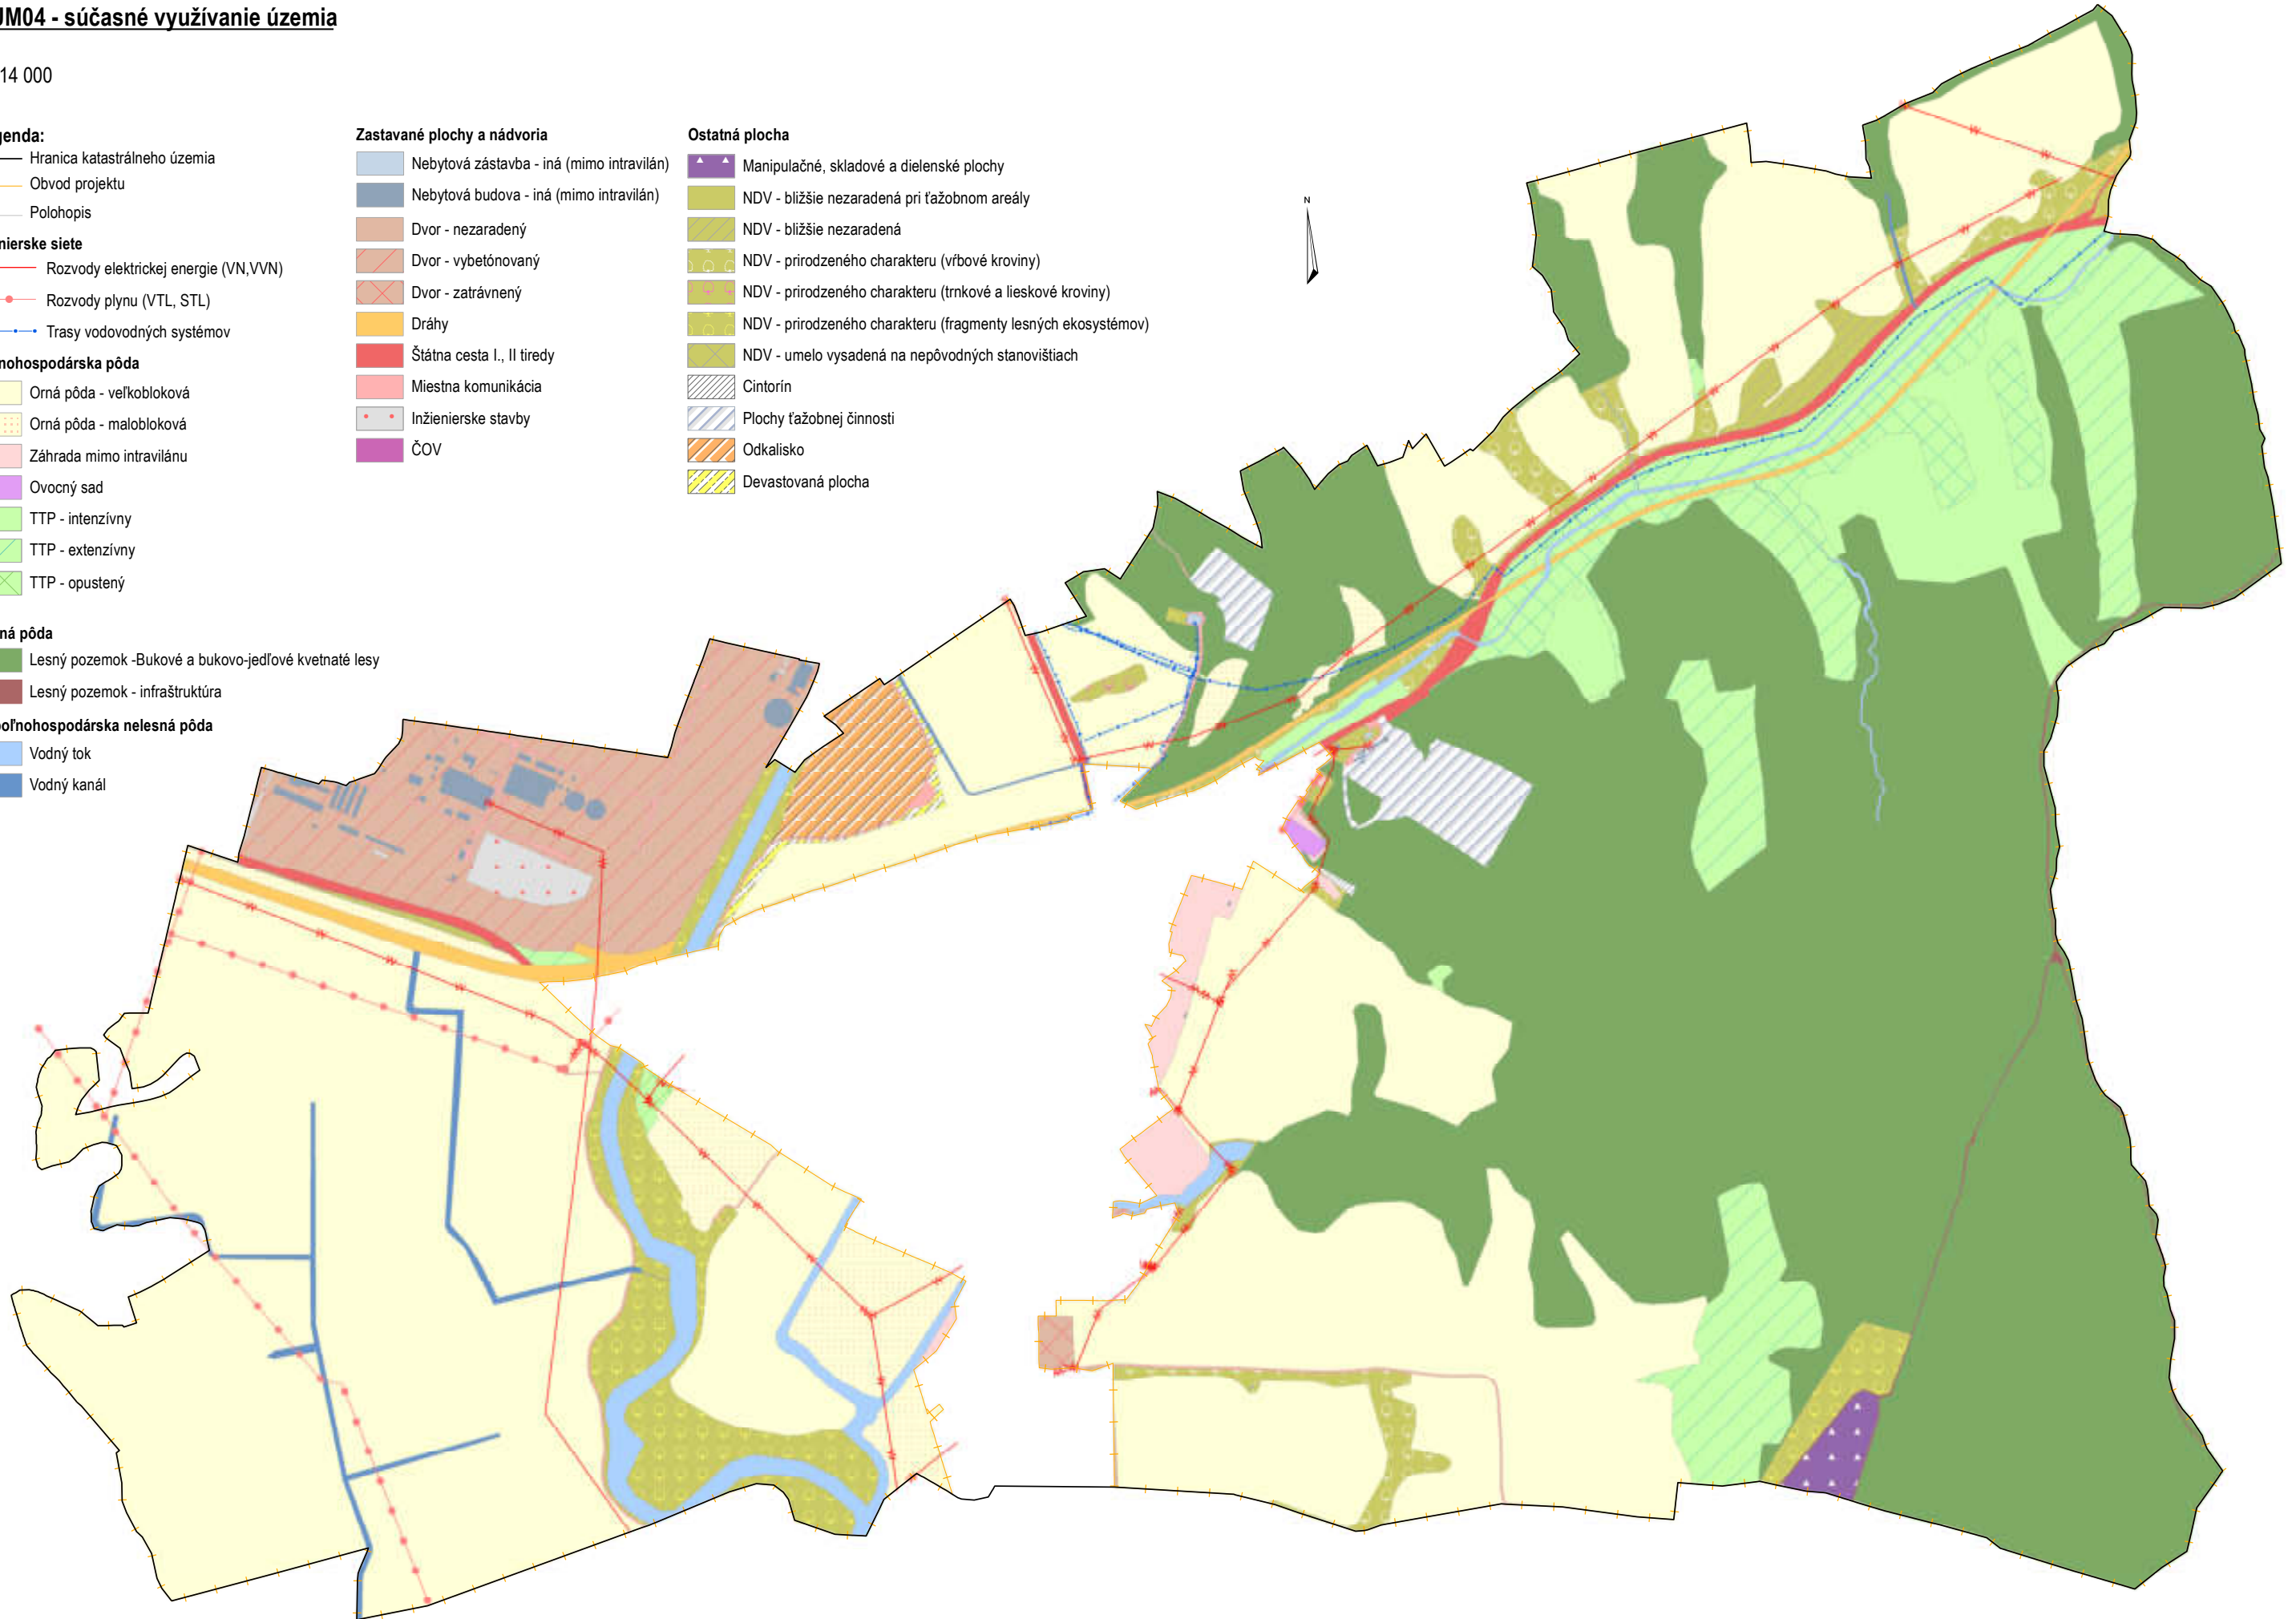 JM04 - súčasné využívanie územia
14 000
genda:
Hranica katastrálneho územia
Obvod projektu
Polohopis
nierske siete
Rozvody elektrickej energie (VN,VVN)
Rozvody plynu (VTL, STL)
Trasy vodovodných systémov
nohospodárska pôda
Orná pôda - veľkobloková
Orná pôda - malobloková
Záhrada mimo intravilánu
Ovocný sad
TTP - intenzívny
TTP - extenzívny
TTP - opustený
ná pôda
Lesný pozemok -Bukové a bukovo-jedľové kvetnaté lesy
Lesný pozemok - infraštruktúra
poľnohospodárska nelesná pôda
Vodný tok
Vodný kanál
Zastavané plochy a nádvoria
Nebytová zástavba - iná (mimo intravilán)
Nebytová budova - iná (mimo intravilán)
Dvor - nezaradený
Dvor - vybetónovaný
Dvor - zatrávnený
Dráhy
Štátna cesta I., II tiredy
Miestna komunikácia
Inžienierske stavby
ČOV
Ostatná plocha
Manipulačné, skladové a dielenské plochy
NDV - bližšie nezaradená pri ťažobnom areály
NDV - bližšie nezaradená
NDV - prirodzeného charakteru (vŕbové kroviny)
NDV - prirodzeného charakteru (trnkové a lieskové kroviny)
NDV - prirodzeného charakteru (fragmenty lesných ekosystémov)
NDV - umelo vysadená na nepôvodných stanovištiach
Cintorín
Plochy ťažobnej činnosti
Odkalisko
Devastovaná plocha
N